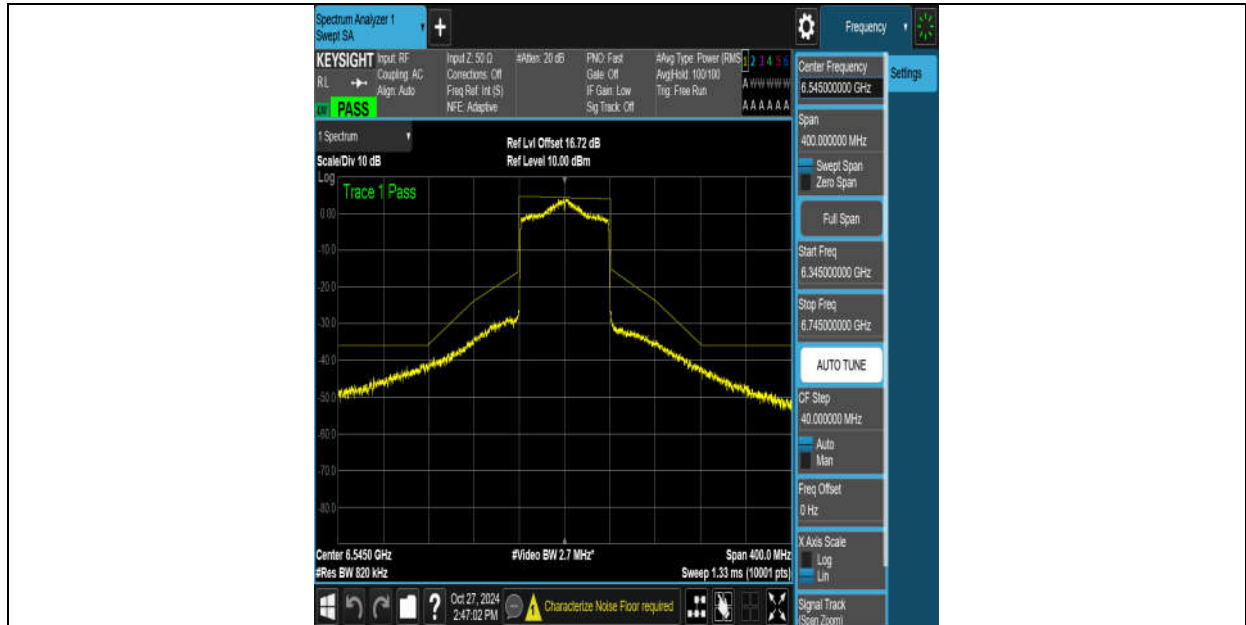 Spectrum Analyzer 1
Swept SA
+
Frequency
KEYSIGHT
RL
PASS
Input: RF
Coupling: AC
Align: Auto
Input Z: 50 Ω
Corrections: Off
Freq Ref: Int (S)
NFE: Adaptive
#Atten: 20 dB
PNO: Fast
Gate: Off
IF Gain: Low
Sig Track: Off
#Avg Type: Power (RMS
Avg|Hold: 100/100
Trig: Free Run
1 2 3 4 5 6
A W W W W W
A A A A A A
Center Frequency
6.545000000 GHz
Settings
Span
400.000000 MHz
Swept Span
Zero Span
Full Span
Start Freq
6.345000000 GHz
Stop Freq
6.745000000 GHz
AUTO TUNE
CF Step
40.000000 MHz
Auto
Man
Freq Offset
0 Hz
X Axis Scale
Log
Lin
Signal Track
(Span Zoom)
1 Spectrum
Scale/Div 10 dB
Ref Lvl Offset 16.72 dB
Ref Level 10.00 dBm
Log
Trace 1 Pass
0.00
-10.0
-20.0
-30.0
-40.0
-50.0
-60.0
-70.0
-80.0
Center 6.5450 GHz
#Video BW 2.7 MHz*
Span 400.0 MHz
#Res BW 820 kHz
Sweep 1.33 ms (10001 pts)
?
Oct 27, 2024
2:47:02 PM
Characterize Noise Floor required